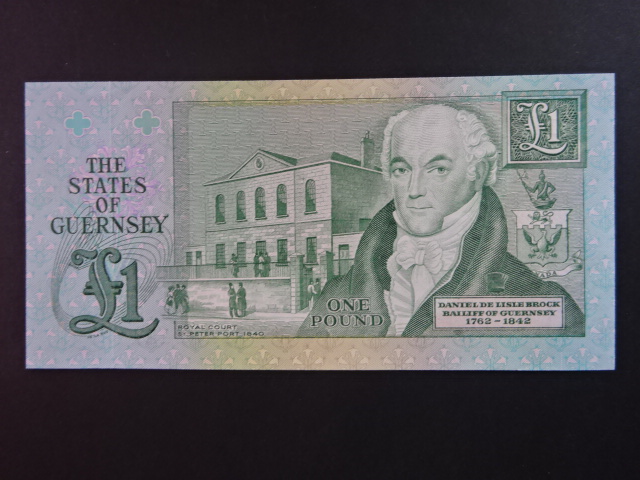 THE
STATES
OF
GUERNSEY
£1
£1
ROYAL COURT
St PETER PORT, 1840
ONE
POUND
DANIEL DE LISLE BROCK
BAILIFF OF GUERNSEY
1762-1842